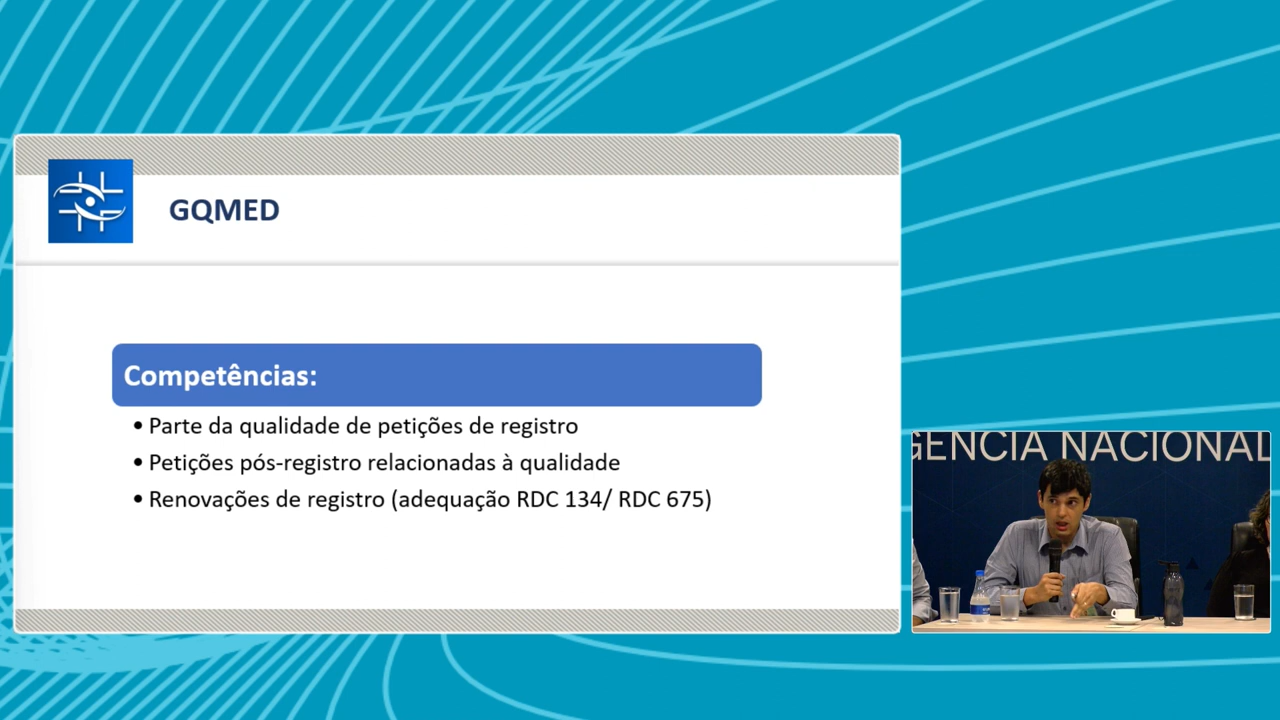 GQMED
Competências:
• Parte da qualidade de petições de registro
• Petições pós-registro relacionadas à qualidade
• Renovações de registro (adequação RDC 134/ RDC 675)
GÊNCIA NACIONAL